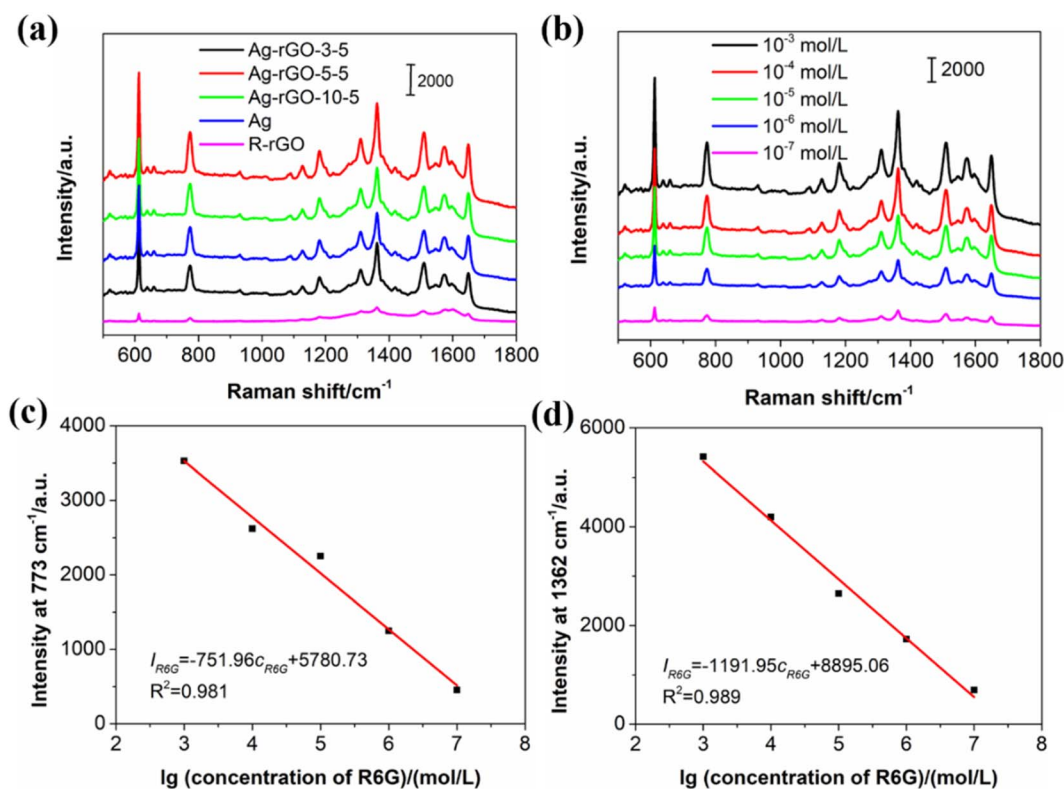 (a)
Ag-rGO-3-5
Ag-rGO-5-5
Ag-rGO-10-5
Ag
R-rGO
2000
Intensity/a.u.
600 800 1000 1200 1400 1600 1800
Raman shift/cm⁻¹
(b)
10⁻³ mol/L
10⁻⁴ mol/L
10⁻⁵ mol/L
10⁻⁶ mol/L
10⁻⁷ mol/L
2000
Intensity/a.u.
600 800 1000 1200 1400 1600 1800
Raman shift/cm⁻¹
(c)
4000
3000
2000
1000
0
Intensity at 773 cm⁻¹/a.u.
I_R6G=-751.96c_R6G+5780.73
R²=0.981
2 3 4 5 6 7 8
lg (concentration of R6G)/(mol/L)
(d)
6000
4000
2000
0
Intensity at 1362 cm⁻¹/a.u.
I_R6G=-1191.95c_R6G+8895.06
R²=0.989
2 3 4 5 6 7 8
lg (concentration of R6G)/(mol/L)